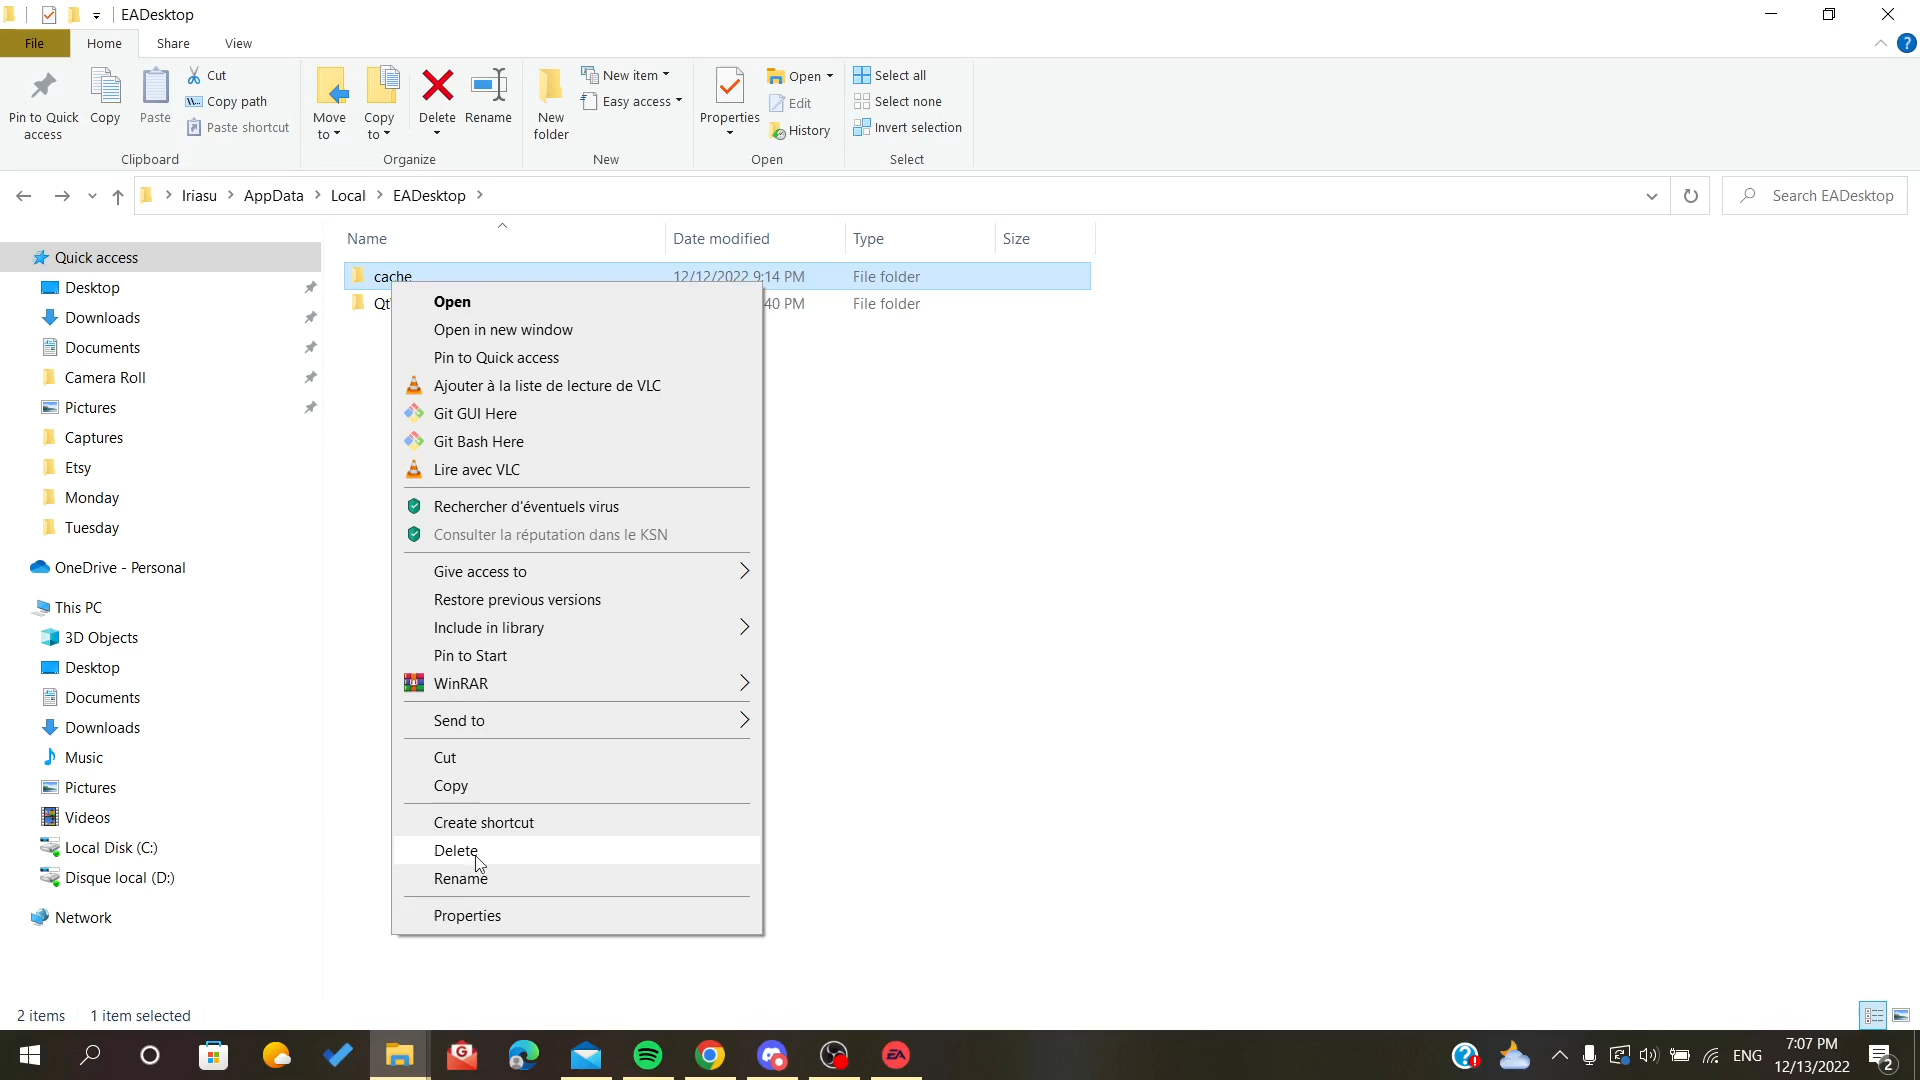 EADesktop
File Home Share View
Pin to Quick access
Copy
Paste
Cut
Copy path
Paste shortcut
Clipboard
Move to
Copy to
Delete
Rename
Organize
New folder
New item
Easy access
New
Properties
Open
Edit
History
Open
Select all
Select none
Invert selection
Select
Iriasu AppData Local EADesktop
Search EADesktop
Name Date modified Type Size
cache 12/12/2022 9:14 PM File folder
Qt 40 PM File folder
Quick access
Desktop
Downloads
Documents
Camera Roll
Pictures
Captures
Etsy
Monday
Tuesday
OneDrive - Personal
This PC
3D Objects
Desktop
Documents
Downloads
Music
Pictures
Videos
Local Disk (C:)
Disque local (D:)
Network
Open
Open in new window
Pin to Quick access
Ajouter à la liste de lecture de VLC
Git GUI Here
Git Bash Here
Lire avec VLC
Rechercher d'éventuels virus
Consulter la réputation dans le KSN
Give access to
Restore previous versions
Include in library
Pin to Start
WinRAR
Send to
Cut
Copy
Create shortcut
Delete
Rename
Properties
2 items 1 item selected
EA
ENG
7:07 PM
12/13/2022
2